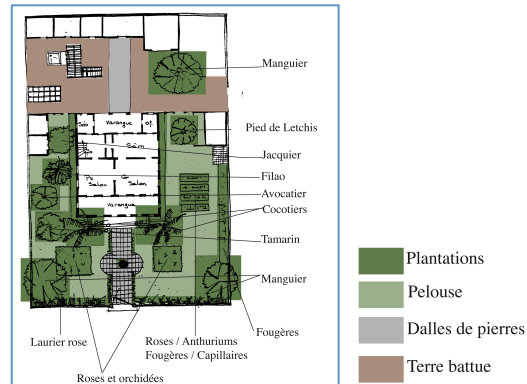 Manguier
Pied de Letchis
Jacquier
Filao
Avocatier
Cocotiers
Tamarin
Manguier
Fougères
Laurier rose
Roses / Anthuriums
Fougères / Capillaires
Roses et orchidées
Varangue
Of.
Salon
Salon
Varangue
Plantations
Pelouse
Dalles de pierres
Terre battue